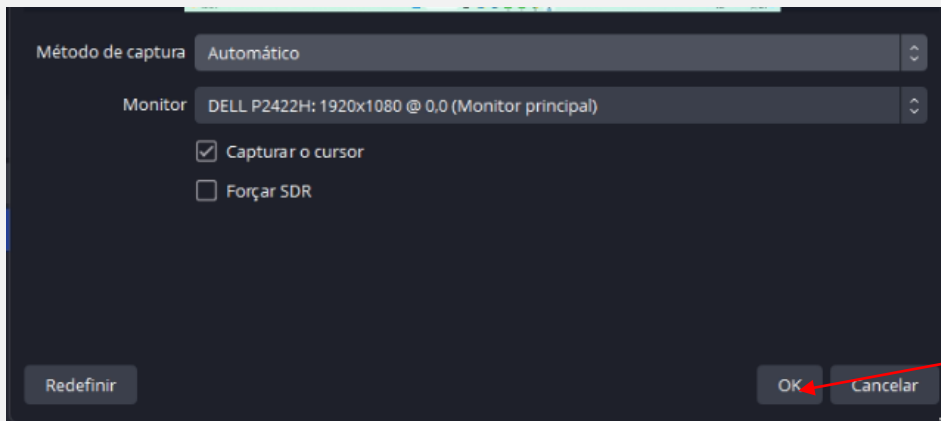 Método de captura Automático
Monitor DELL P2422H: 1920x1080 @ 0,0 (Monitor principal)
Capturar o cursor
Forçar SDR
Redefinir OK Cancelar